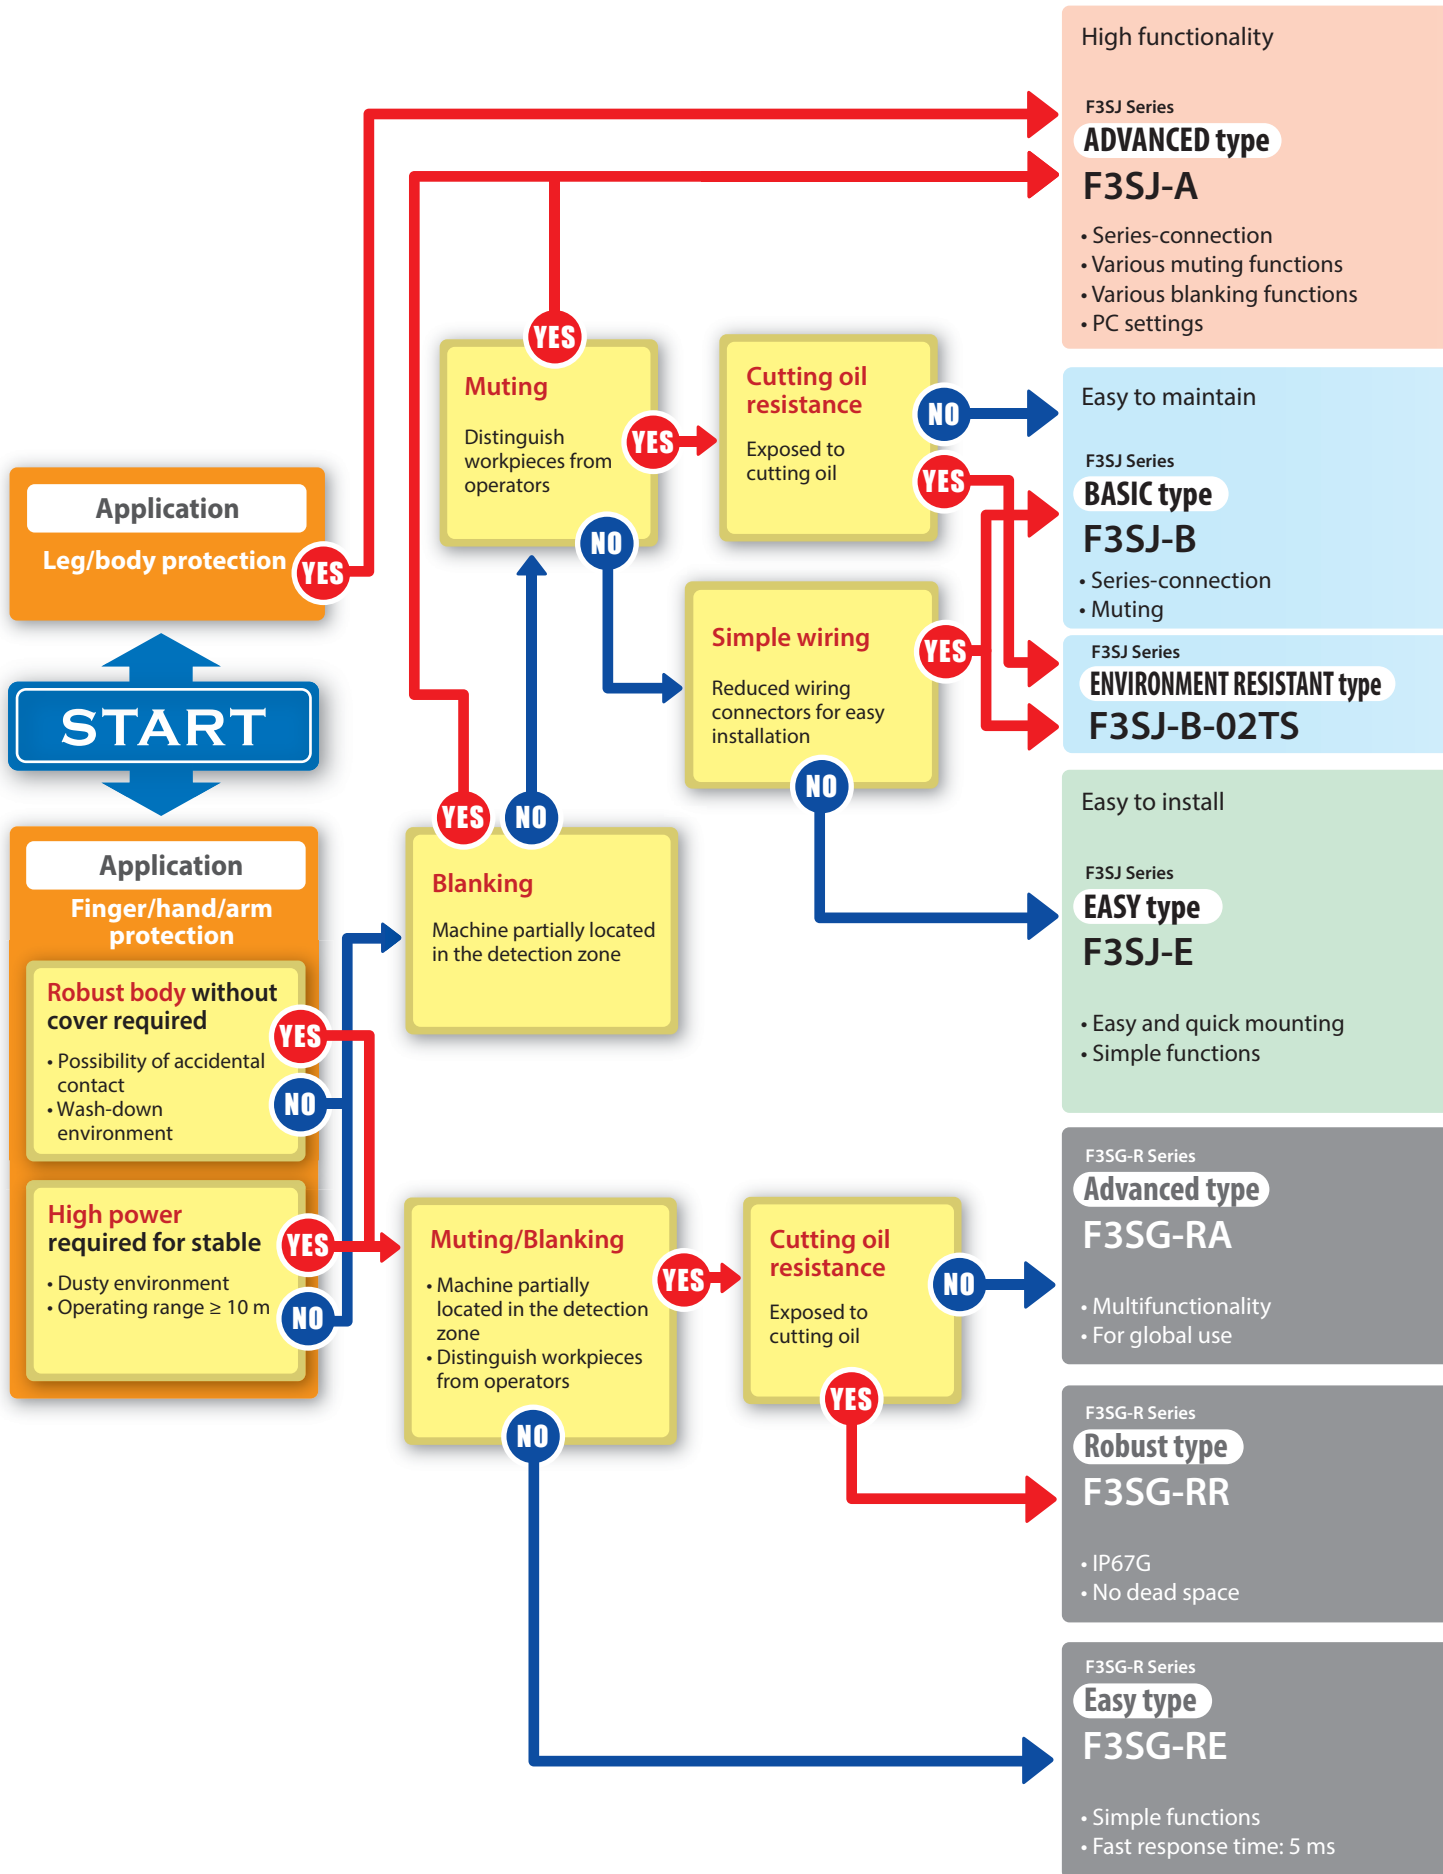 Application
Leg/body protection
YES
START
Application
Finger/hand/arm
protection
Robust body without
cover required
• Possibility of accidental
contact
• Wash-down
environment
YES
NO
High power
required for stable
• Dusty environment
• Operating range ≥ 10 m
YES
NO
YES
NO
Blanking
Machine partially located
in the detection zone
YES
Muting
Distinguish
workpieces from
operators
YES
NO
Cutting oil
resistance
Exposed to
cutting oil
NO
YES
Simple wiring
Reduced wiring
connectors for easy
installation
YES
NO
Muting/Blanking
• Machine partially
located in the detection
zone
• Distinguish workpieces
from operators
YES
NO
Cutting oil
resistance
Exposed to
cutting oil
NO
YES
High functionality
F3SJ Series
ADVANCED type
F3SJ-A
• Series-connection
• Various muting functions
• Various blanking functions
• PC settings
Easy to maintain
F3SJ Series
BASIC type
F3SJ-B
• Series-connection
• Muting
F3SJ Series
ENVIRONMENT RESISTANT type
F3SJ-B-02TS
Easy to install
F3SJ Series
EASY type
F3SJ-E
• Easy and quick mounting
• Simple functions
F3SG-R Series
Advanced type
F3SG-RA
• Multifunctionality
• For global use
F3SG-R Series
Robust type
F3SG-RR
• IP67G
• No dead space
F3SG-R Series
Easy type
F3SG-RE
• Simple functions
• Fast response time: 5 ms